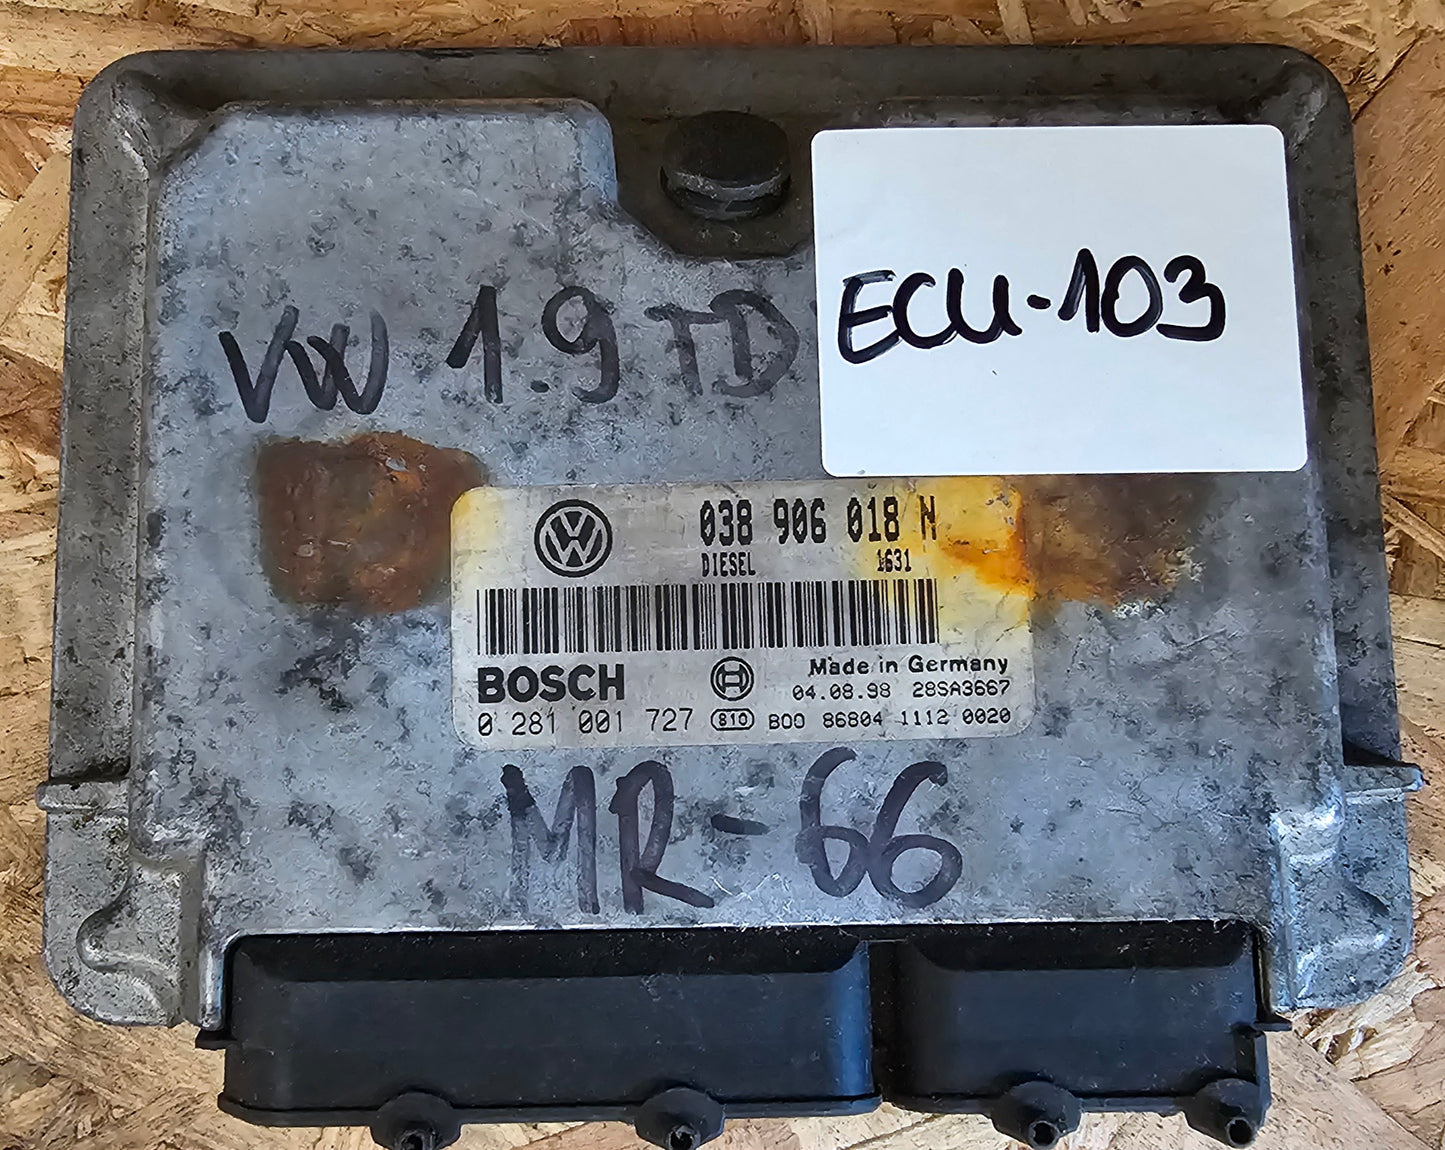 ECU-103
VW 1.9 TD
038 906 018 N
DIESEL 1631
BOSCH
Made in Germany
04.08.98 28SA3667
0 281 001 727 810 B00 86804 1112 0020
MR-66